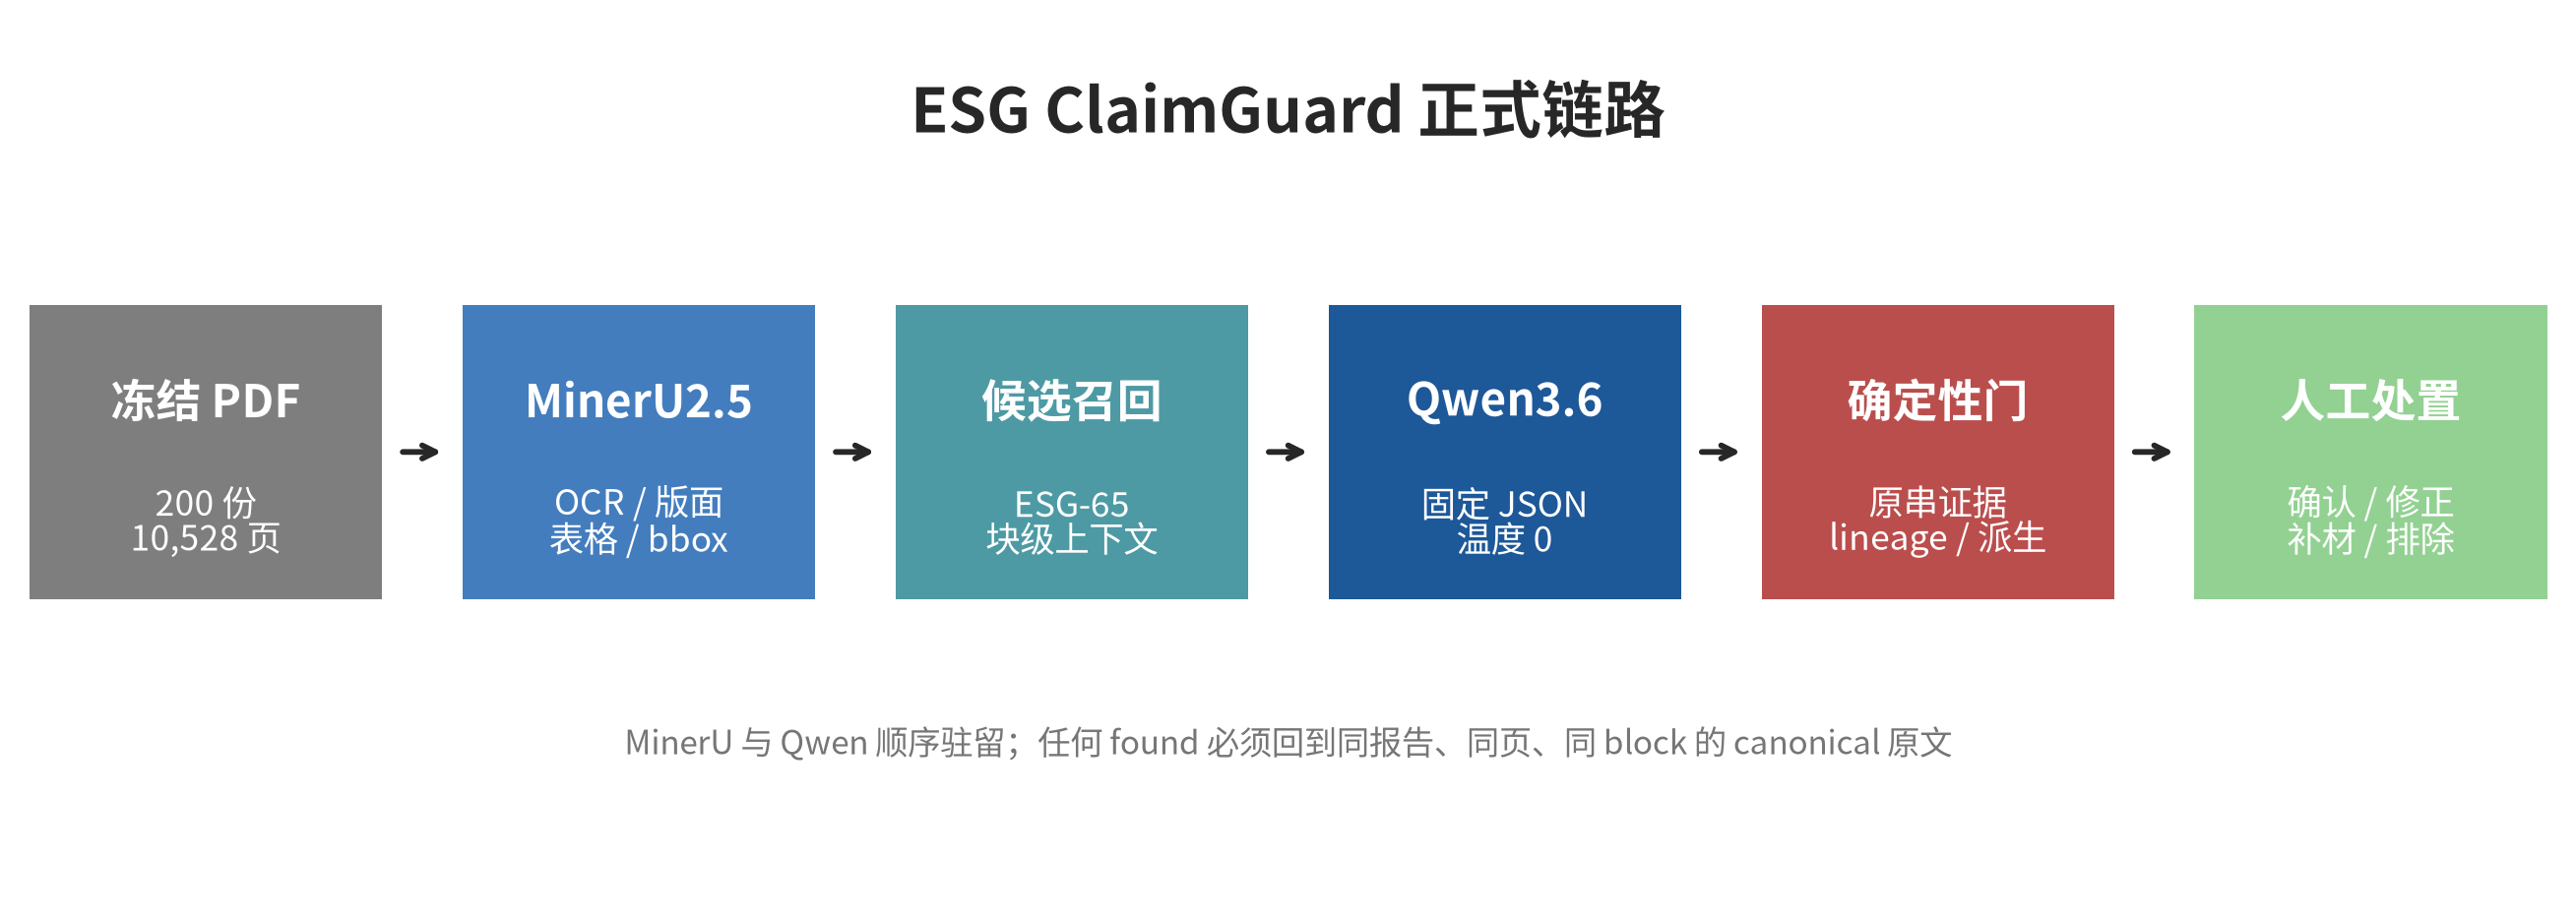 ESG ClaimGuard 正式链路
冻结 PDF
200 份
10,528 页
→
MinerU2.5
OCR / 版面
表格 / bbox
→
候选召回
ESG-65
块级上下文
→
Qwen3.6
固定 JSON
温度 0
→
确定性门
原串证据
lineage / 派生
→
人工处置
确认 / 修正
补材 / 排除
MinerU 与 Qwen 顺序驻留；任何 found 必须回到同报告、同页、同 block 的 canonical 原文